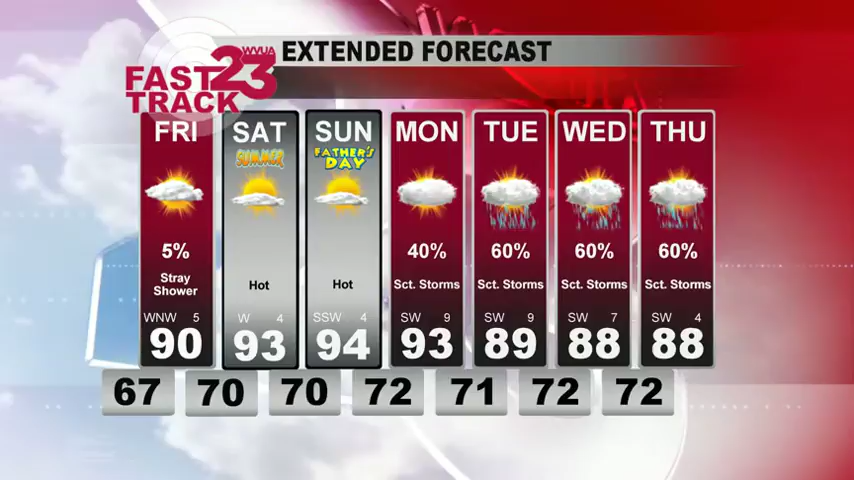 WVUA
23
FAST
TRACK
EXTENDED FORECAST
FRI SAT SUN MON TUE WED THU
SUMMER FATHER'S
DAY
5% 40% 60% 60% 60%
Stray
Shower Hot Hot Sct. Storms Sct. Storms Sct. Storms Sct. Storms
WNW 5 W 4 SSW 4 SW 9 SW 9 SW 7 SW 4
90 93 94 93 89 88 88
67 70 70 72 71 72 72